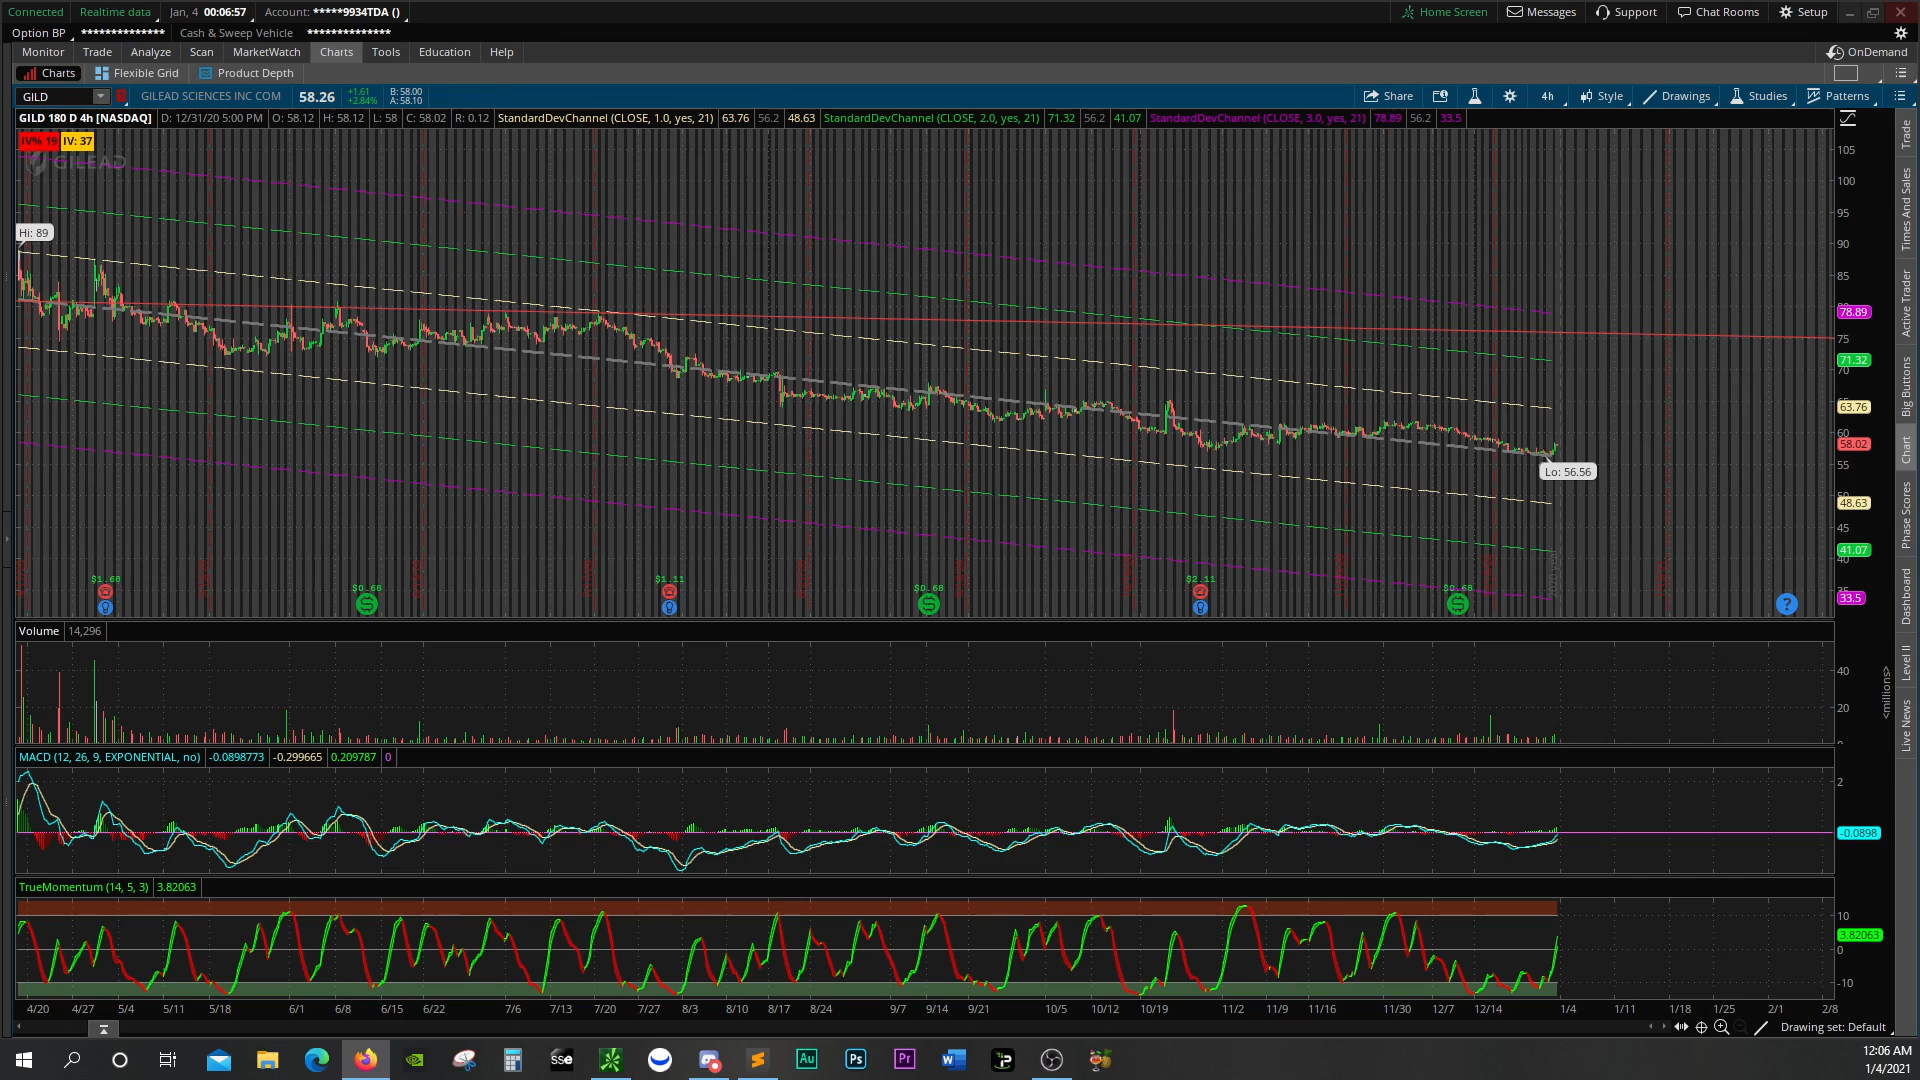 Connected Realtime data Jan, 4 00:06:57 Account: *****9934TDA () Home Screen Messages Support Chat Rooms Setup
Option BP ************** Cash & Sweep Vehicle **************
Monitor Trade Analyze Scan MarketWatch Charts Tools Education Help OnDemand
Charts Flexible Grid Product Depth
GILD GILEAD SCIENCES INC COM 58.26 +1.61 +2.84% B: 58.00 A: 58.10 Share 4h Style Drawings Studies Patterns
GILD 180 D 4h [NASDAQ] D: 12/31/20 5:00 PM O: 58.12 H: 58.12 L: 58 C: 58.02 R: 0.12 StandardDevChannel (CLOSE, 1.0, yes, 21) 63.76 56.2 48.63 StandardDevChannel (CLOSE, 2.0, yes, 21) 71.32 56.2 41.07 StandardDevChannel (CLOSE, 3.0, yes, 21) 78.89 56.2 33.5
IV% 19 IV: 37
GILEAD
Hi: 89
Lo: 56.56
105
100
95
90
85
78.89
75
71.32
70
63.76
60
58.02
55
48.63
45
41.07
33.5
$1.68 $0.68 $1.11 $0.68 $2.11 $0.68
?
Volume 14,296
40
20
<millions>
MACD (12, 26, 9, EXPONENTIAL, no) -0.0898773 -0.299665 0.209787 0
2
-0.0898
TrueMomentum (14, 5, 3) 3.82063
10
3.82063
0
-10
4/20 4/27 5/4 5/11 5/18 6/1 6/8 6/15 6/22 7/6 7/13 7/20 7/27 8/3 8/10 8/17 8/24 9/7 9/14 9/21 10/5 10/12 10/19 11/2 11/9 11/16 11/30 12/7 12/14 1/4 1/11 1/18 1/25 2/1 2/8
Drawing set: Default
Trade
Times And Sales
Active Trader
Big Buttons
Chart
Phase Scores
Dashboard
Level II
Live News
sse Au Ps Pr W
12:06 AM
1/4/2021